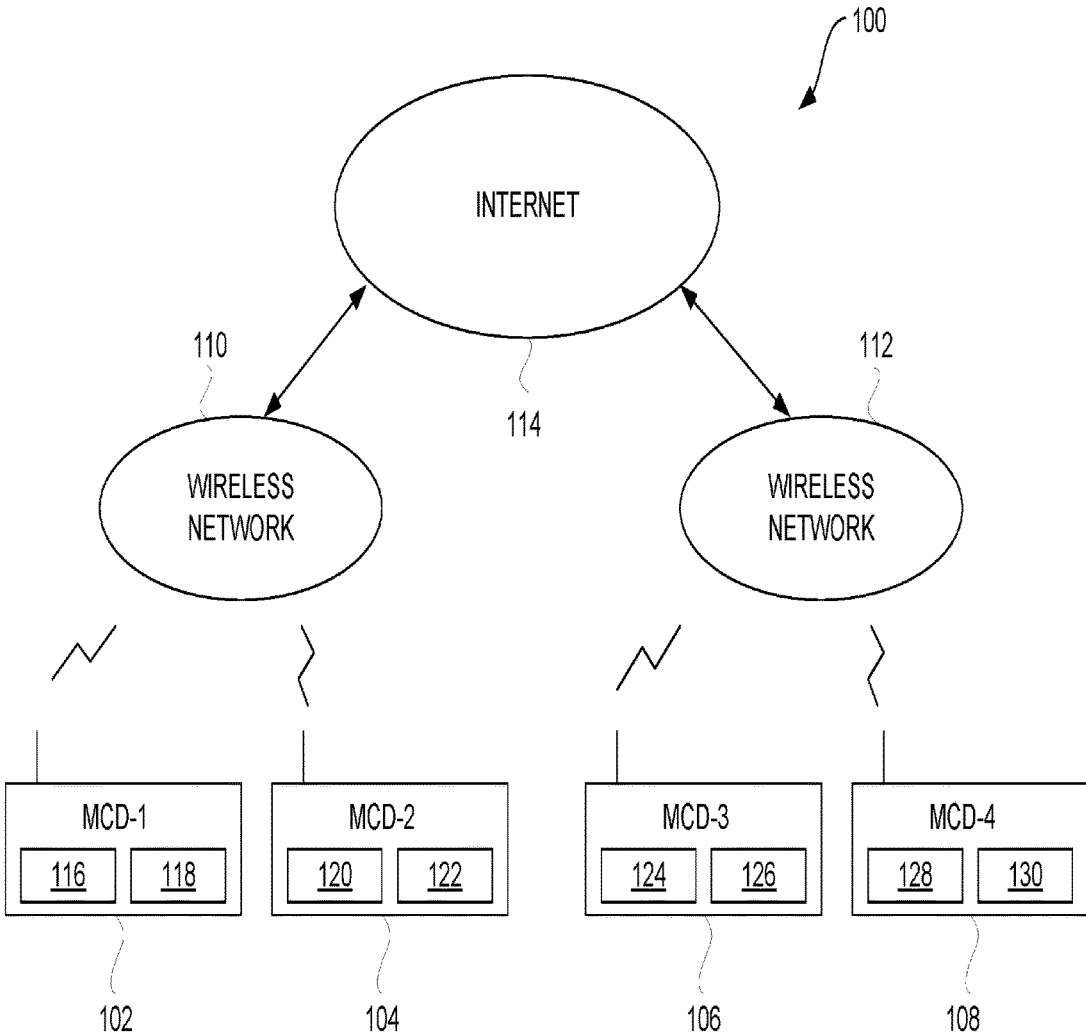 100
INTERNET
110
112
114
WIRELESS
NETWORK
WIRELESS
NETWORK
MCD-1
MCD-2
MCD-3
MCD-4
116
118
120
122
124
126
128
130
102
104
106
108